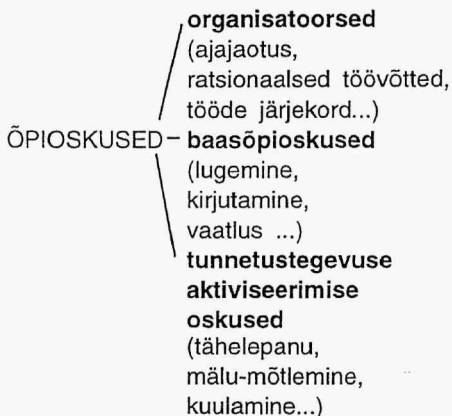 organisatoorsed
(ajajaotus,
ratsionaalsed töövõtted,
tööde järjekord...)
ÕPIOSKUSED – baasõpioskused
(lugemine,
kirjutamine,
vaatlus ...)
tunnetustegevuse
aktiviseerimise
oskused
(tähelepanu,
mälu-mõtlemine,
kuulamine...)